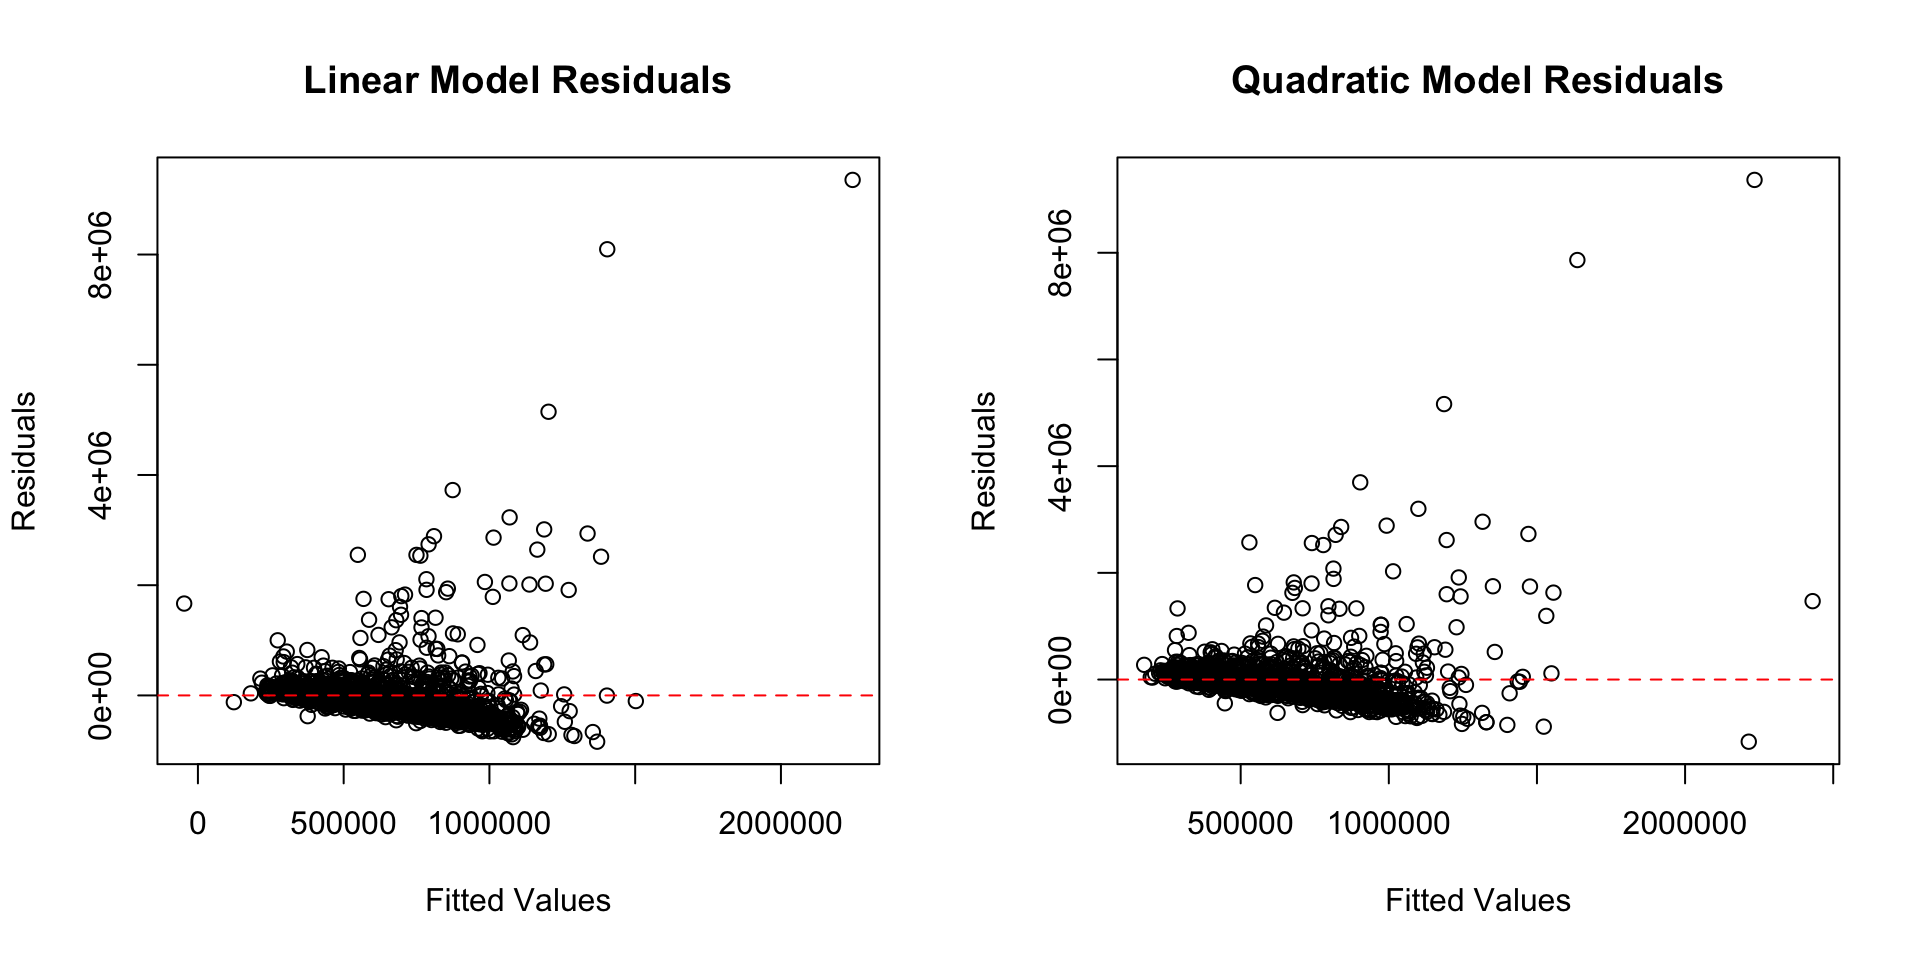 Linear Model Residuals
Residuals
0e+00
4e+06
8e+06
0
500000
1000000
2000000
Fitted Values
Quadratic Model Residuals
Residuals
0e+00
4e+06
8e+06
500000
1000000
2000000
Fitted Values